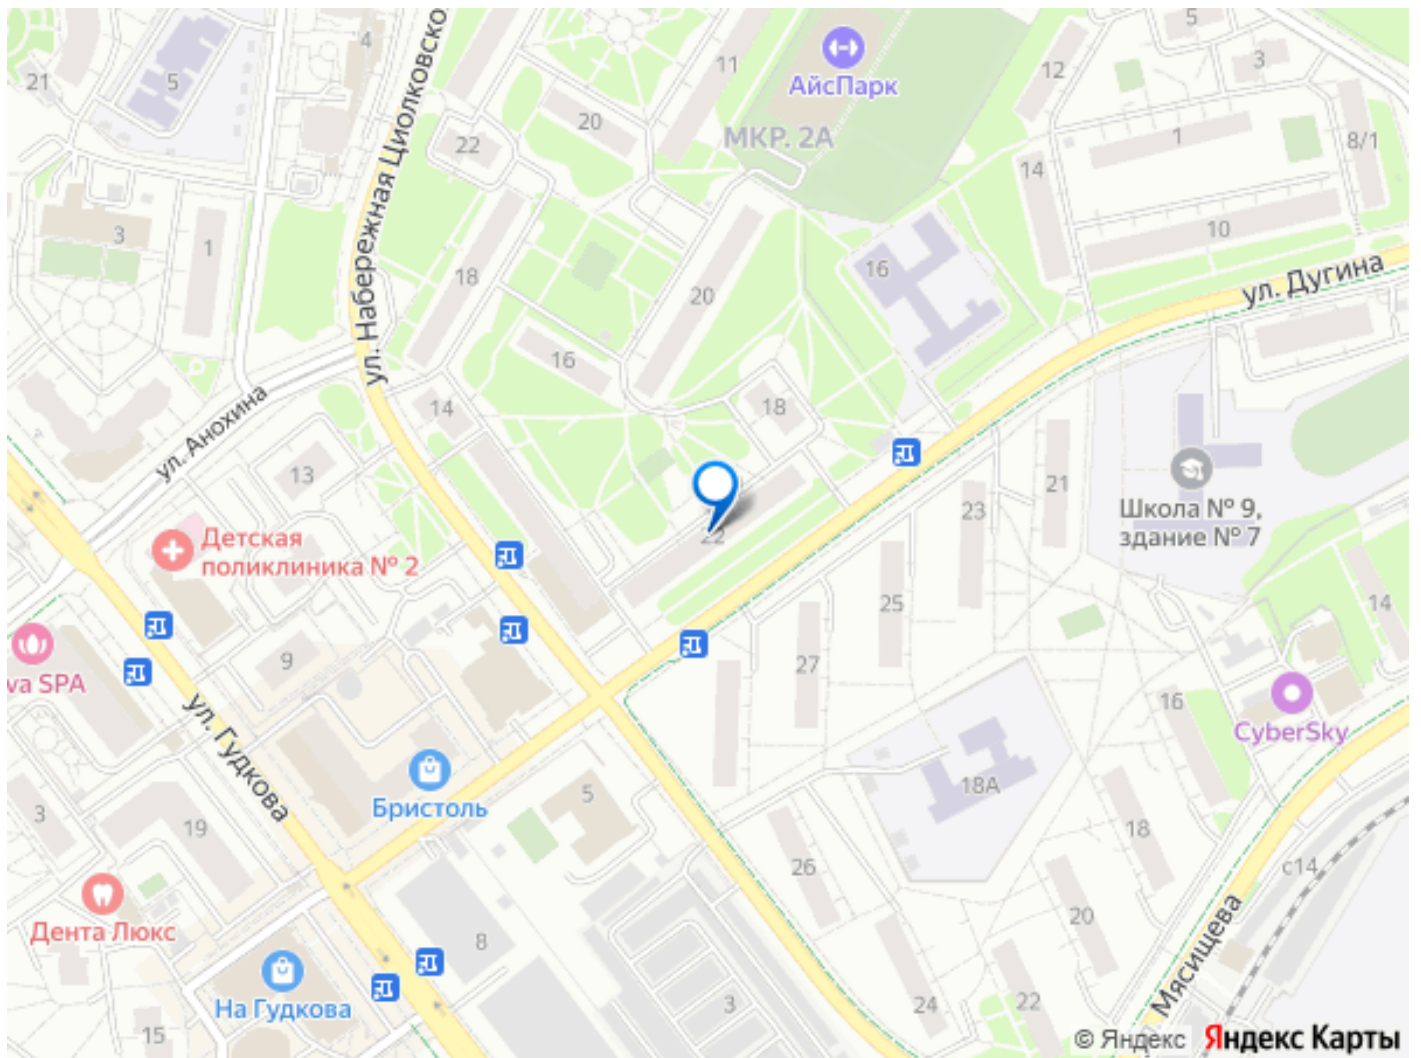 21
5
4
11
АйсПарк
12
5
3
22
20
МКР. 2А
14
1
8/1
3
1
ул. Набережная Циолковско
18
20
16
10
ул. Дугина
16
14
18
ул. Анохина
13
22
23
21
Школа № 9,
здание № 7
Детская
поликлиника № 2
25
14
va SPA
9
27
16
CyberSky
ул. Гудкова
Бристоль
5
18А
3
19
18
26
с14
Дента Люкс
8
20
На Гудкова
3
24
22
Мясищева
15
© Яндекс Яндекс Карты